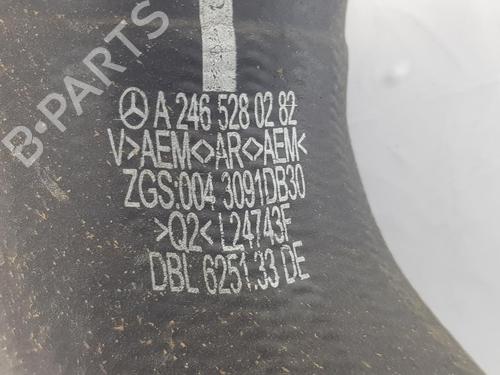 B-PARTS
A 246 528 02 82
V>AEM<>AR<>AEM<
ZGS:004 3091DB30
>Q2< L24743F
DBL 6251.33 DE